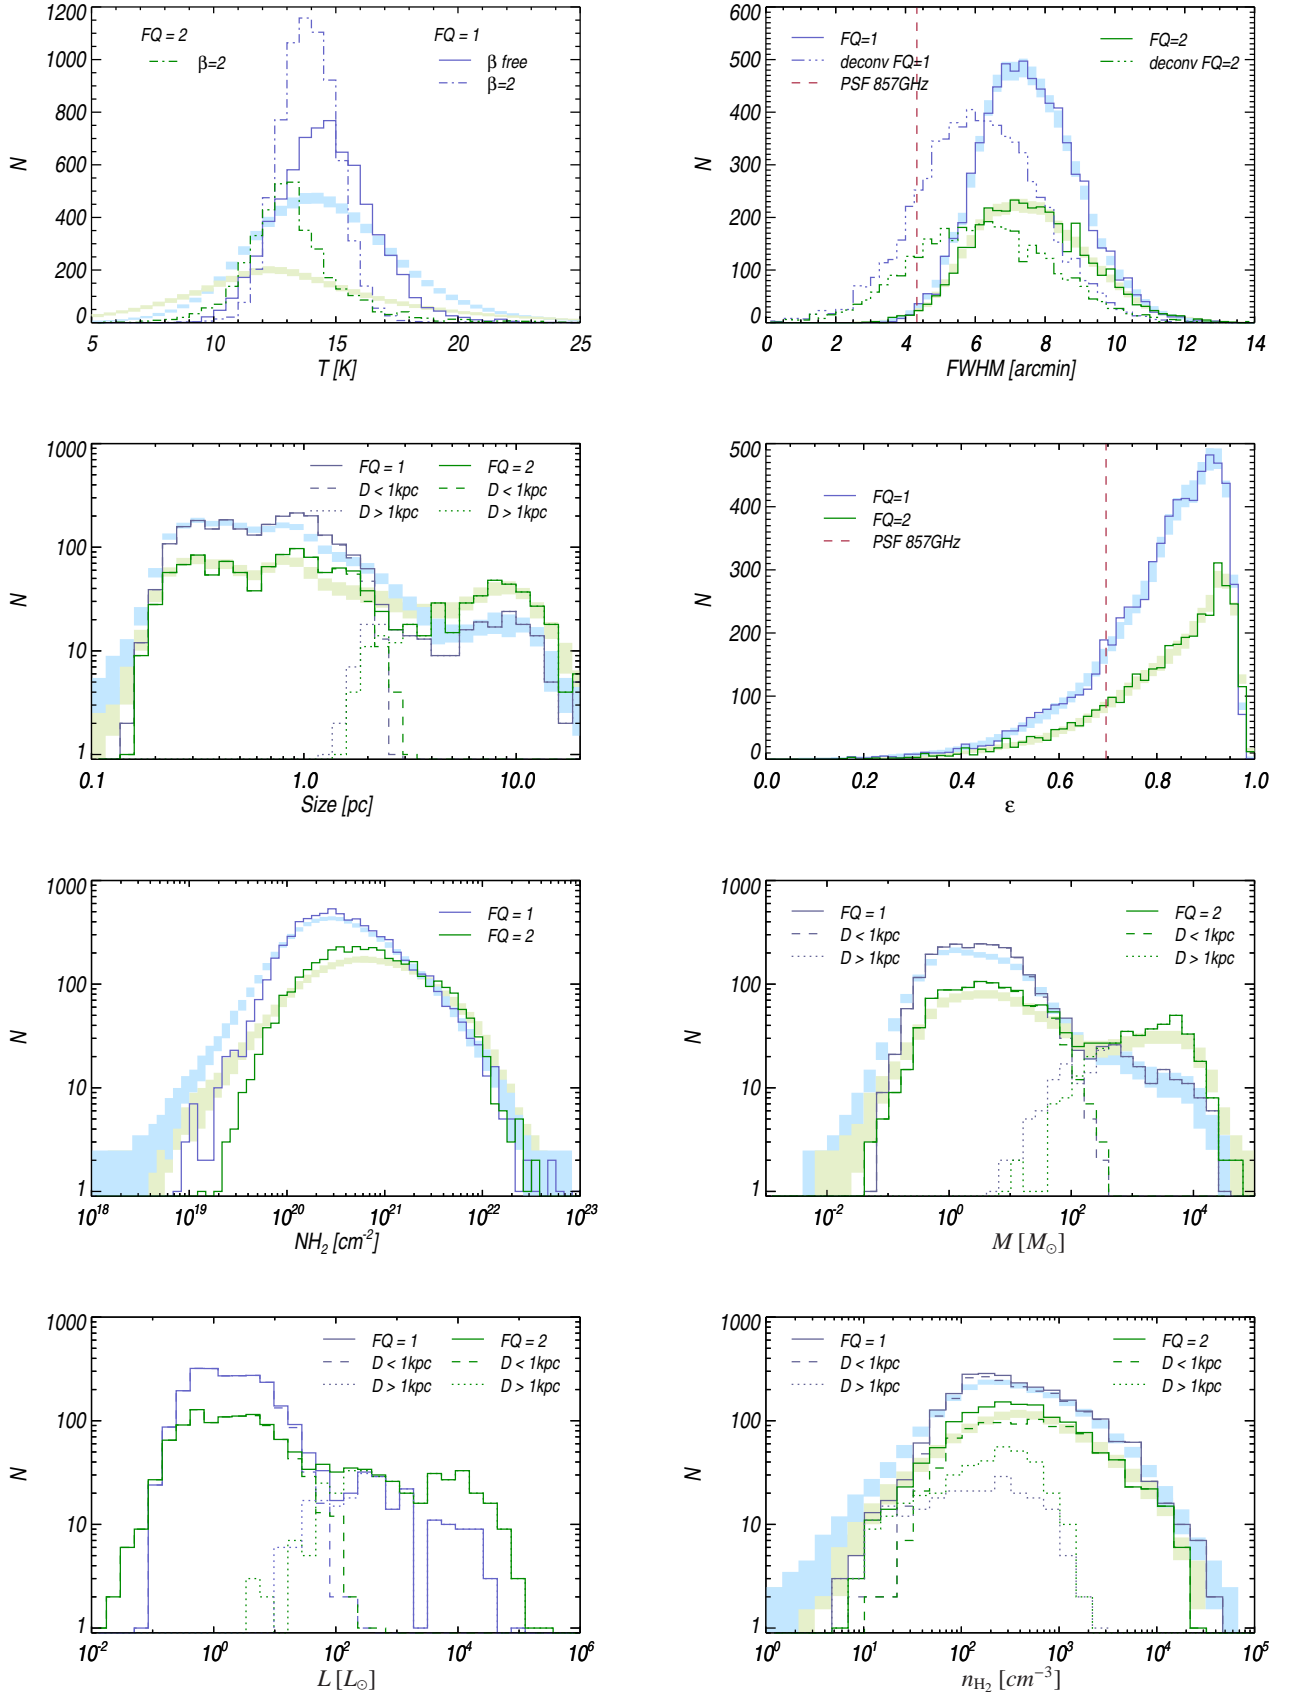 1200
1000
800
600
400
200
0
N
FQ = 2
β=2
FQ = 1
β free
β=2
5 10 15 20 25
T [K]
600
500
400
300
200
100
0
N
FQ=1
deconv FQ=1
PSF 857GHz
FQ=2
deconv FQ=2
0 2 4 6 8 10 12 14
FWHM [arcmin]
1000
100
10
1
N
FQ = 1
D < 1kpc
D > 1kpc
FQ = 2
D < 1kpc
D > 1kpc
0.1 1.0 10.0
Size [pc]
500
400
300
200
100
0
N
FQ=1
FQ=2
PSF 857GHz
0.0 0.2 0.4 0.6 0.8 1.0
ε
1000
100
10
1
N
FQ = 1
FQ = 2
10^18 10^19 10^20 10^21 10^22 10^23
NH₂ [cm⁻²]
1000
100
10
1
N
FQ = 1
D < 1kpc
D > 1kpc
FQ = 2
D < 1kpc
D > 1kpc
10^-2 10^0 10^2 10^4
M [M⊙]
1000
100
10
1
N
FQ = 1
D < 1kpc
D > 1kpc
FQ = 2
D < 1kpc
D > 1kpc
10^-2 10^0 10^2 10^4 10^6
L [L⊙]
1000
100
10
1
N
FQ = 1
D < 1kpc
D > 1kpc
FQ = 2
D < 1kpc
D > 1kpc
10^0 10^1 10^2 10^3 10^4 10^5
n_H₂ [cm⁻³]